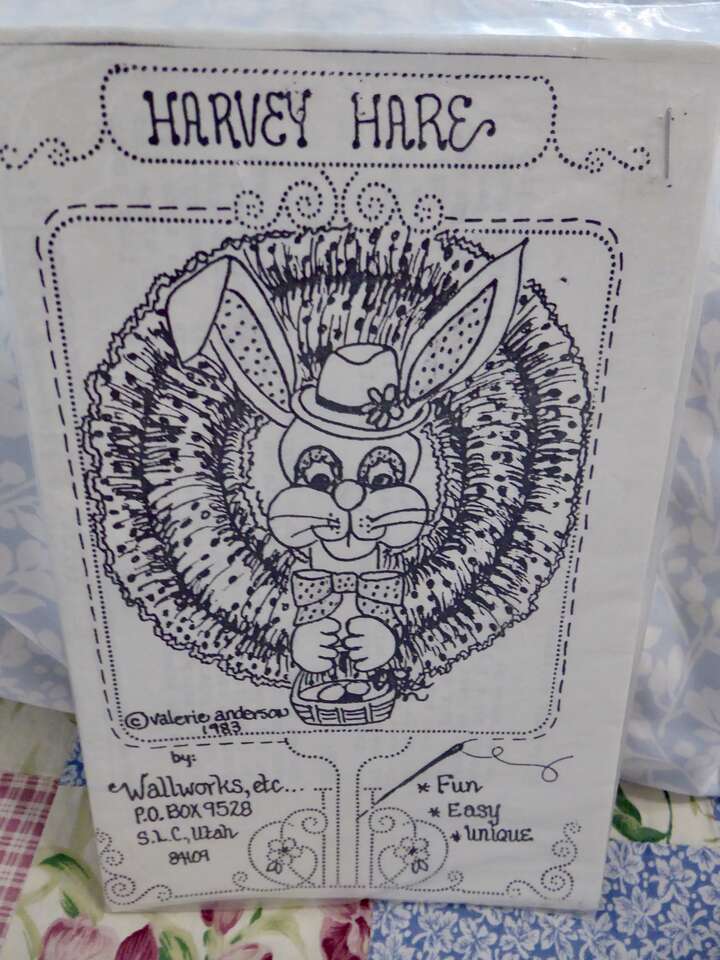 HARVEY HARE
© valerie anderson
1983
by:
Wallworks, etc...
P.O. BOX 9528
S.L.C, Utah
84109
* Fun
* Easy
* UNIQUE